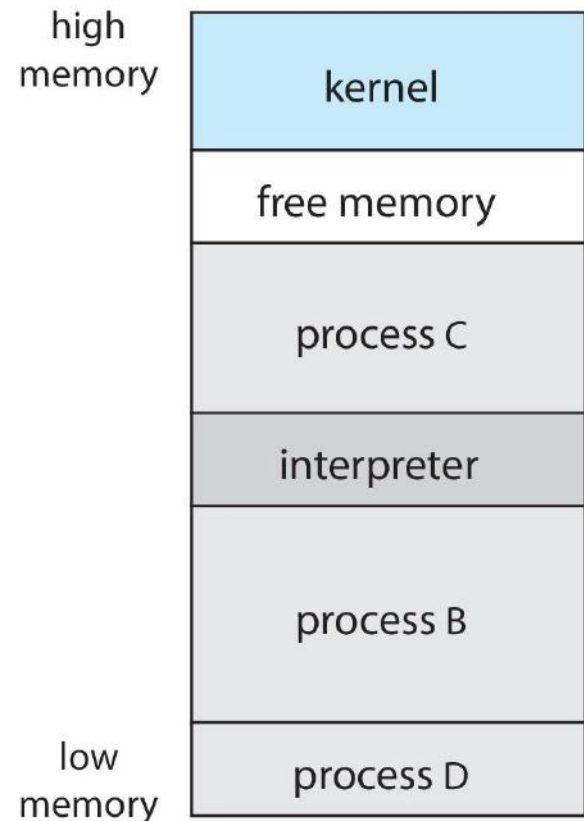 high
memory
kernel
free memory
process C
interpreter
process B
low
memory
process D